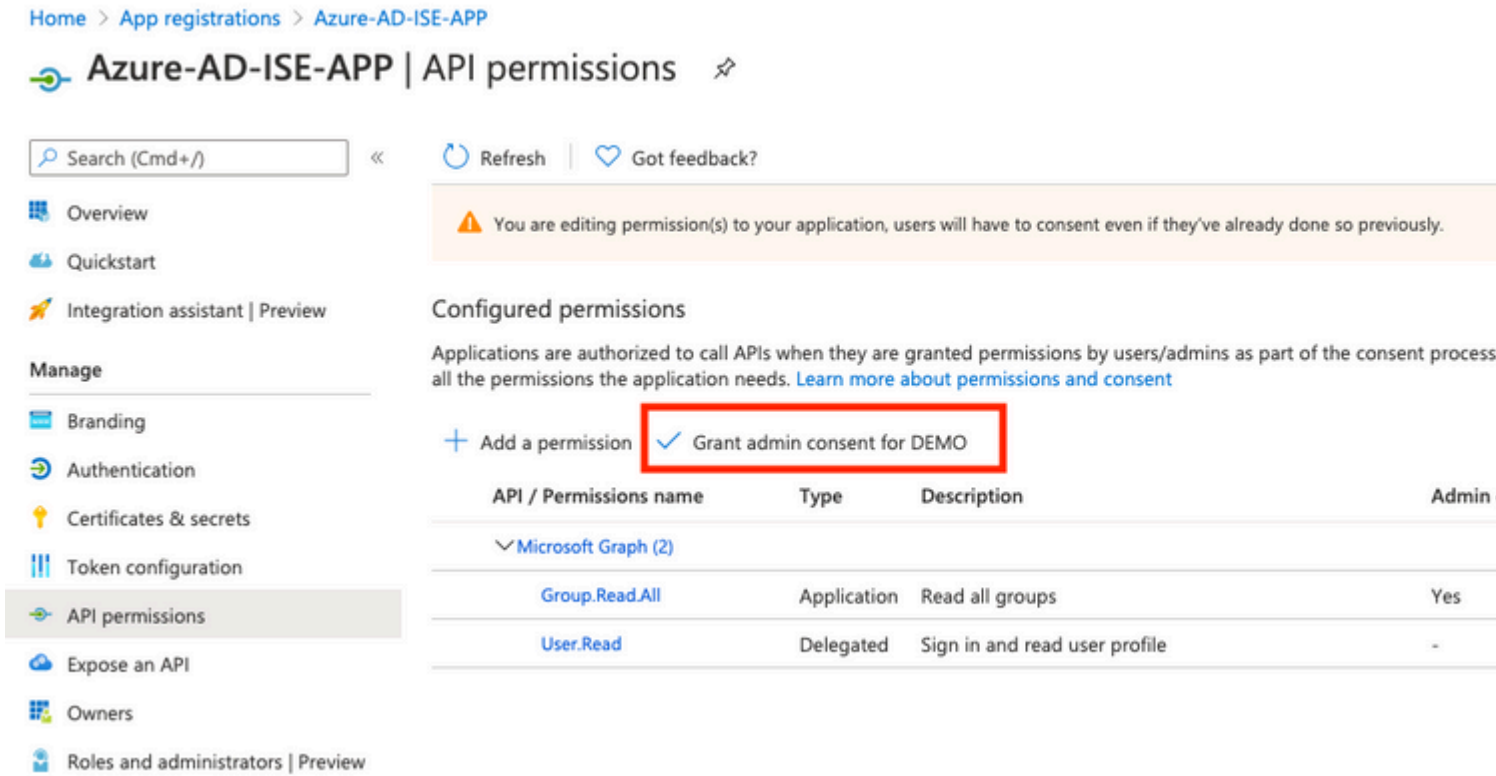 Home > App registrations > Azure-AD-ISE-APP
Azure-AD-ISE-APP | API permissions
Search (Cmd+/)
Refresh | Got feedback?
You are editing permission(s) to your application, users will have to consent even if they've already done so previously.
Overview
Quickstart
Integration assistant | Preview
Manage
Branding
Authentication
Certificates & secrets
Token configuration
API permissions
Expose an API
Owners
Roles and administrators | Preview
Configured permissions
Applications are authorized to call APIs when they are granted permissions by users/admins as part of the consent process
all the permissions the application needs. Learn more about permissions and consent
Add a permission Grant admin consent for DEMO
API / Permissions name Type Description Admin
Microsoft Graph (2)
Group.Read.All Application Read all groups Yes
User.Read Delegated Sign in and read user profile -